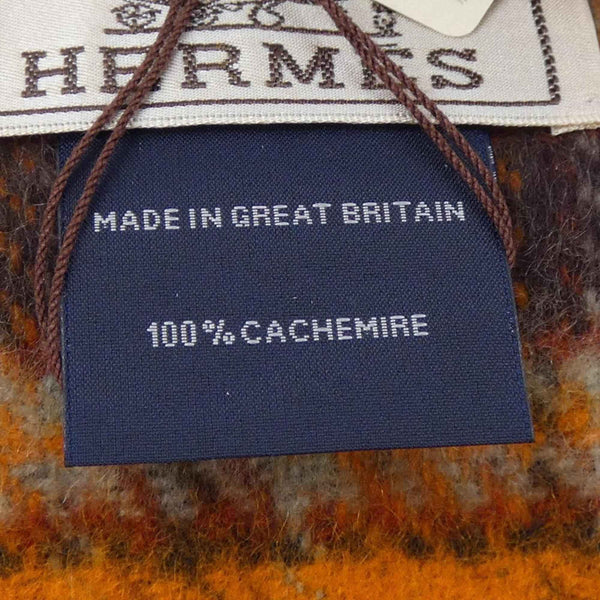 HERMES
MADE IN GREAT BRITAIN
100% CACHEMIRE